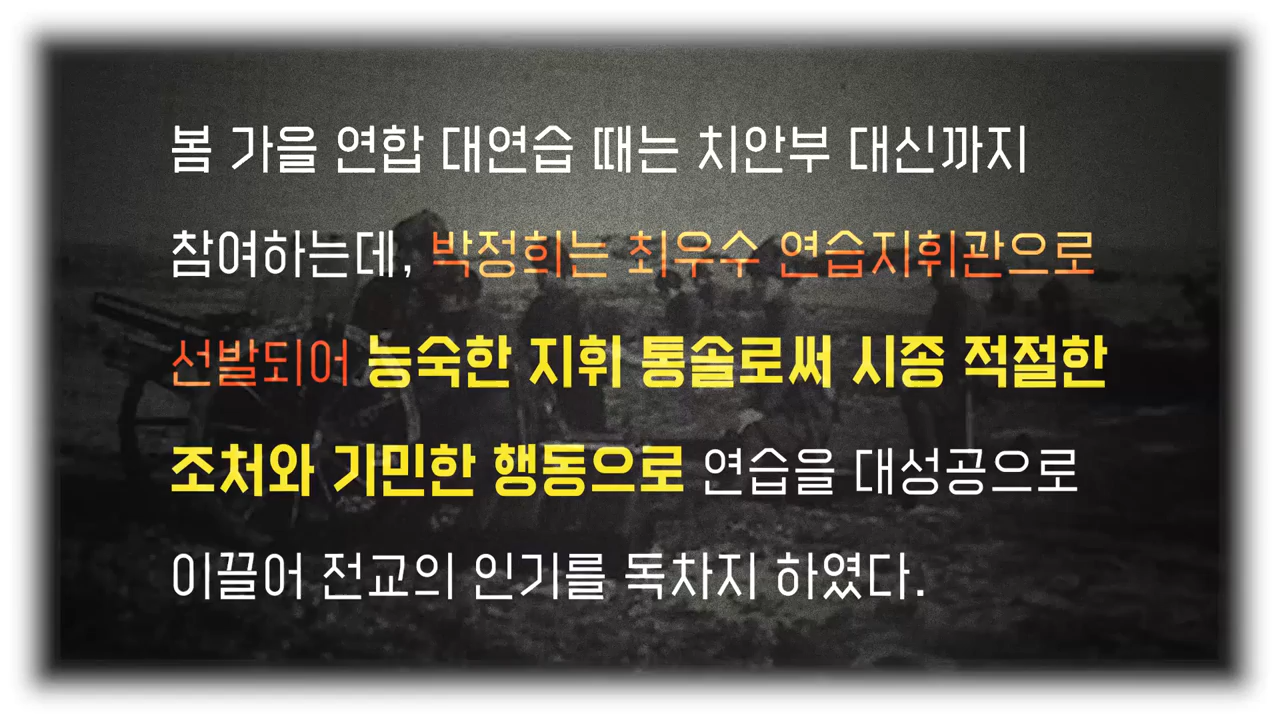 봄 가을 연합 대연습 때는 치안부 대신까지
참여하는데, 박정희는 최우수 연습지휘관으로
선발되어 능숙한 지휘 통솔로써 시종 적절한
조처와 기민한 행동으로 연습을 대성공으로
이끌어 전교의 인기를 독차지 하였다.